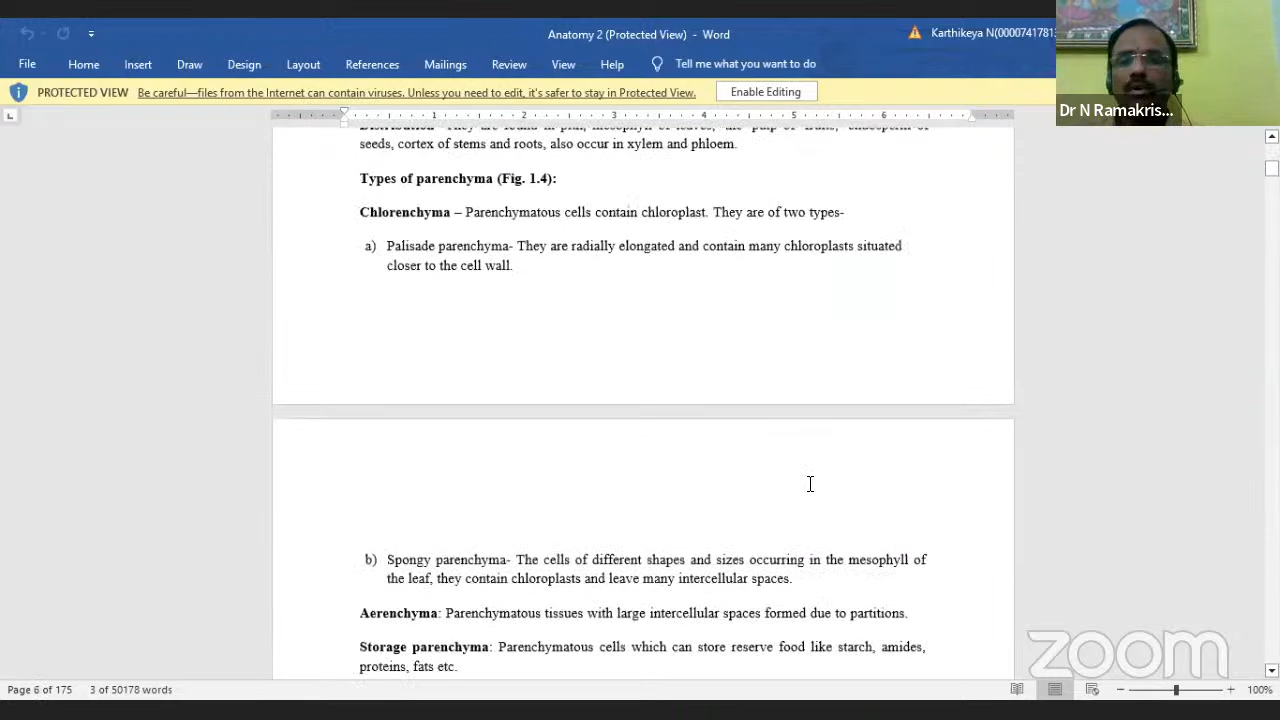 Anatomy 2 (Protected View) - Word
Karthikeya N(0000741781
File Home Insert Draw Design Layout References Mailings Review View Help Tell me what you want to do
PROTECTED VIEW Be careful—files from the Internet can contain viruses. Unless you need to edit, it's safer to stay in Protected View. Enable Editing
Dr N Ramakris...
1 2 3 4 5 6
seeds, cortex of stems and roots, also occur in xylem and phloem.
Types of parenchyma (Fig. 1.4):
Chlorenchyma – Parenchymatous cells contain chloroplast. They are of two types-
a) Palisade parenchyma- They are radially elongated and contain many chloroplasts situated
closer to the cell wall.
b) Spongy parenchyma- The cells of different shapes and sizes occurring in the mesophyll of
the leaf, they contain chloroplasts and leave many intercellular spaces.
Aerenchyma: Parenchymatous tissues with large intercellular spaces formed due to partitions.
Storage parenchyma: Parenchymatous cells which can store reserve food like starch, amides,
proteins, fats etc.
zoom
Page 6 of 175 3 of 50178 words
100%